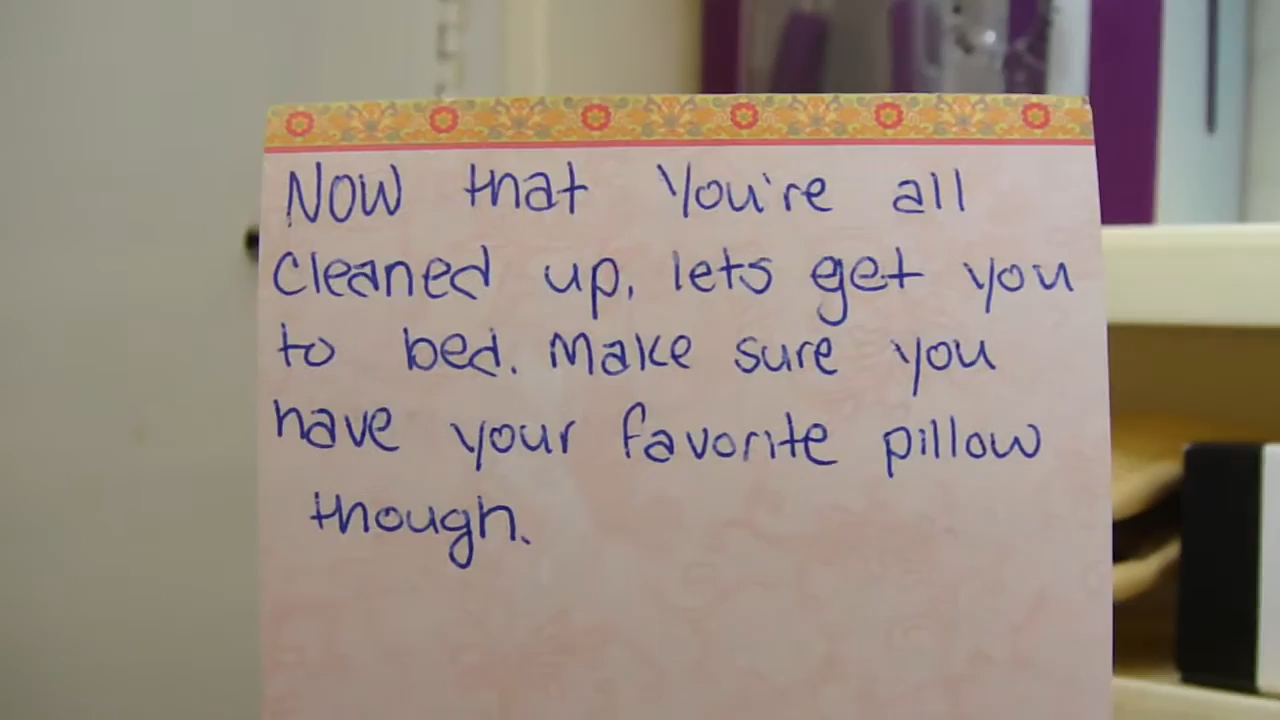 Now that you're all
cleaned up, lets get you
to bed. Make sure you
have your favorite pillow
though.